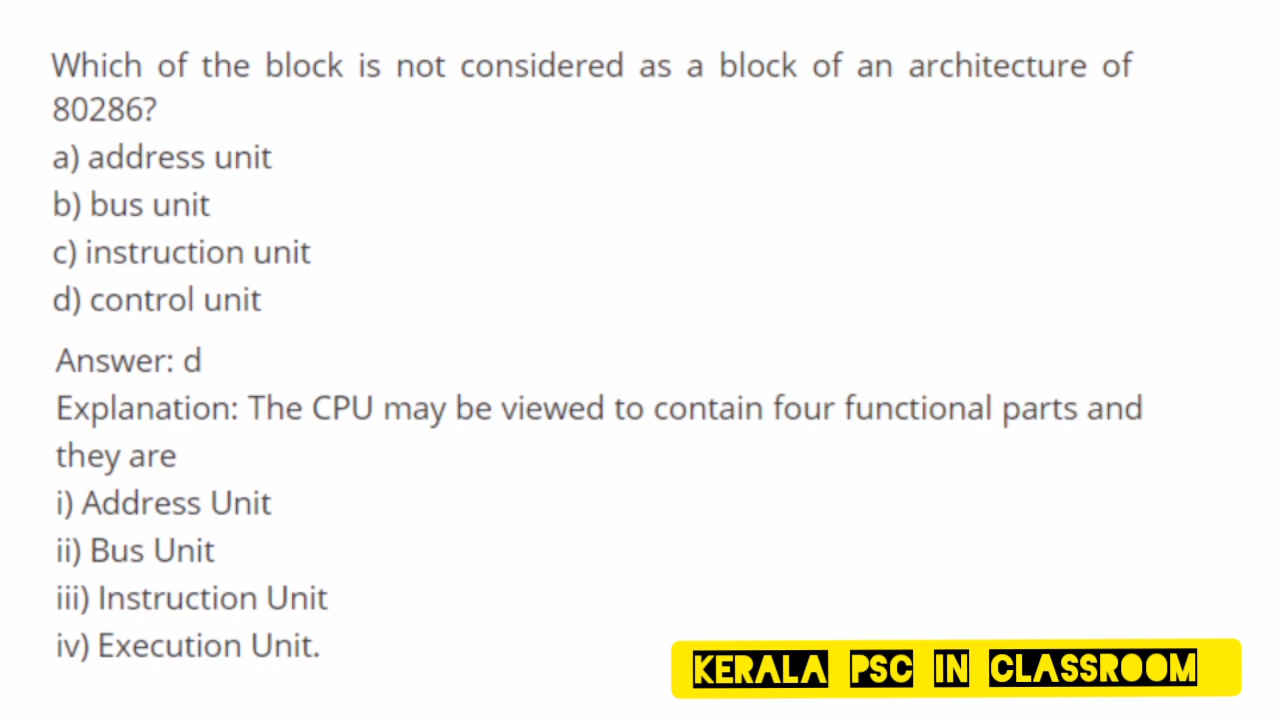 Which of the block is not considered as a block of an architecture of
80286?
a) address unit
b) bus unit
c) instruction unit
d) control unit
Answer: d
Explanation: The CPU may be viewed to contain four functional parts and
they are
i) Address Unit
ii) Bus Unit
iii) Instruction Unit
iv) Execution Unit.
KERALA PSC IN CLASSROOM